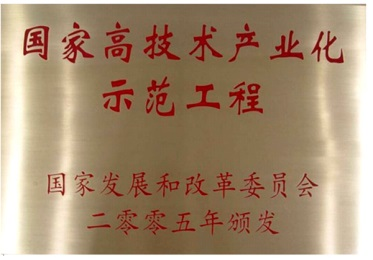 国家高技术产业化
示范工程
国家发展和改革委员会
二零零五年颁发